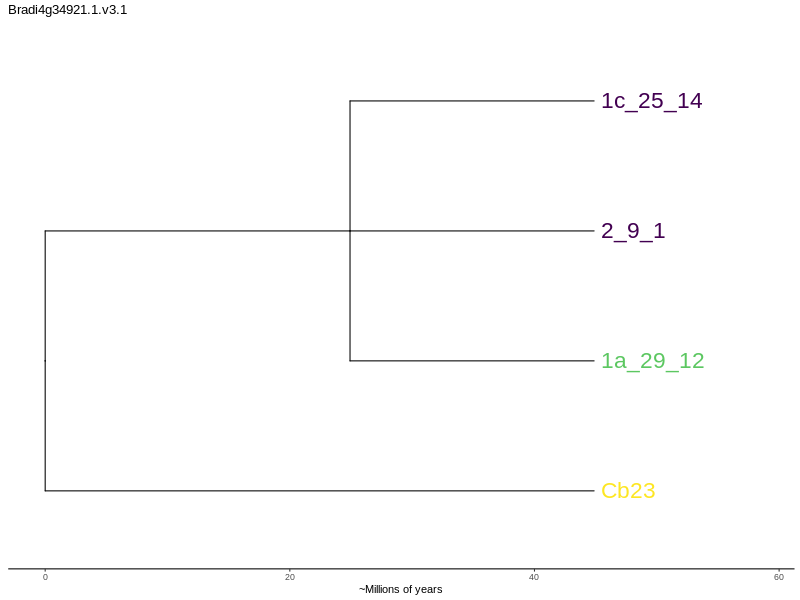 Bradi4g34921.1.v3.1
1c_25_14
2_9_1
1a_29_12
Cb23
0 20 40 60
~Millions of years